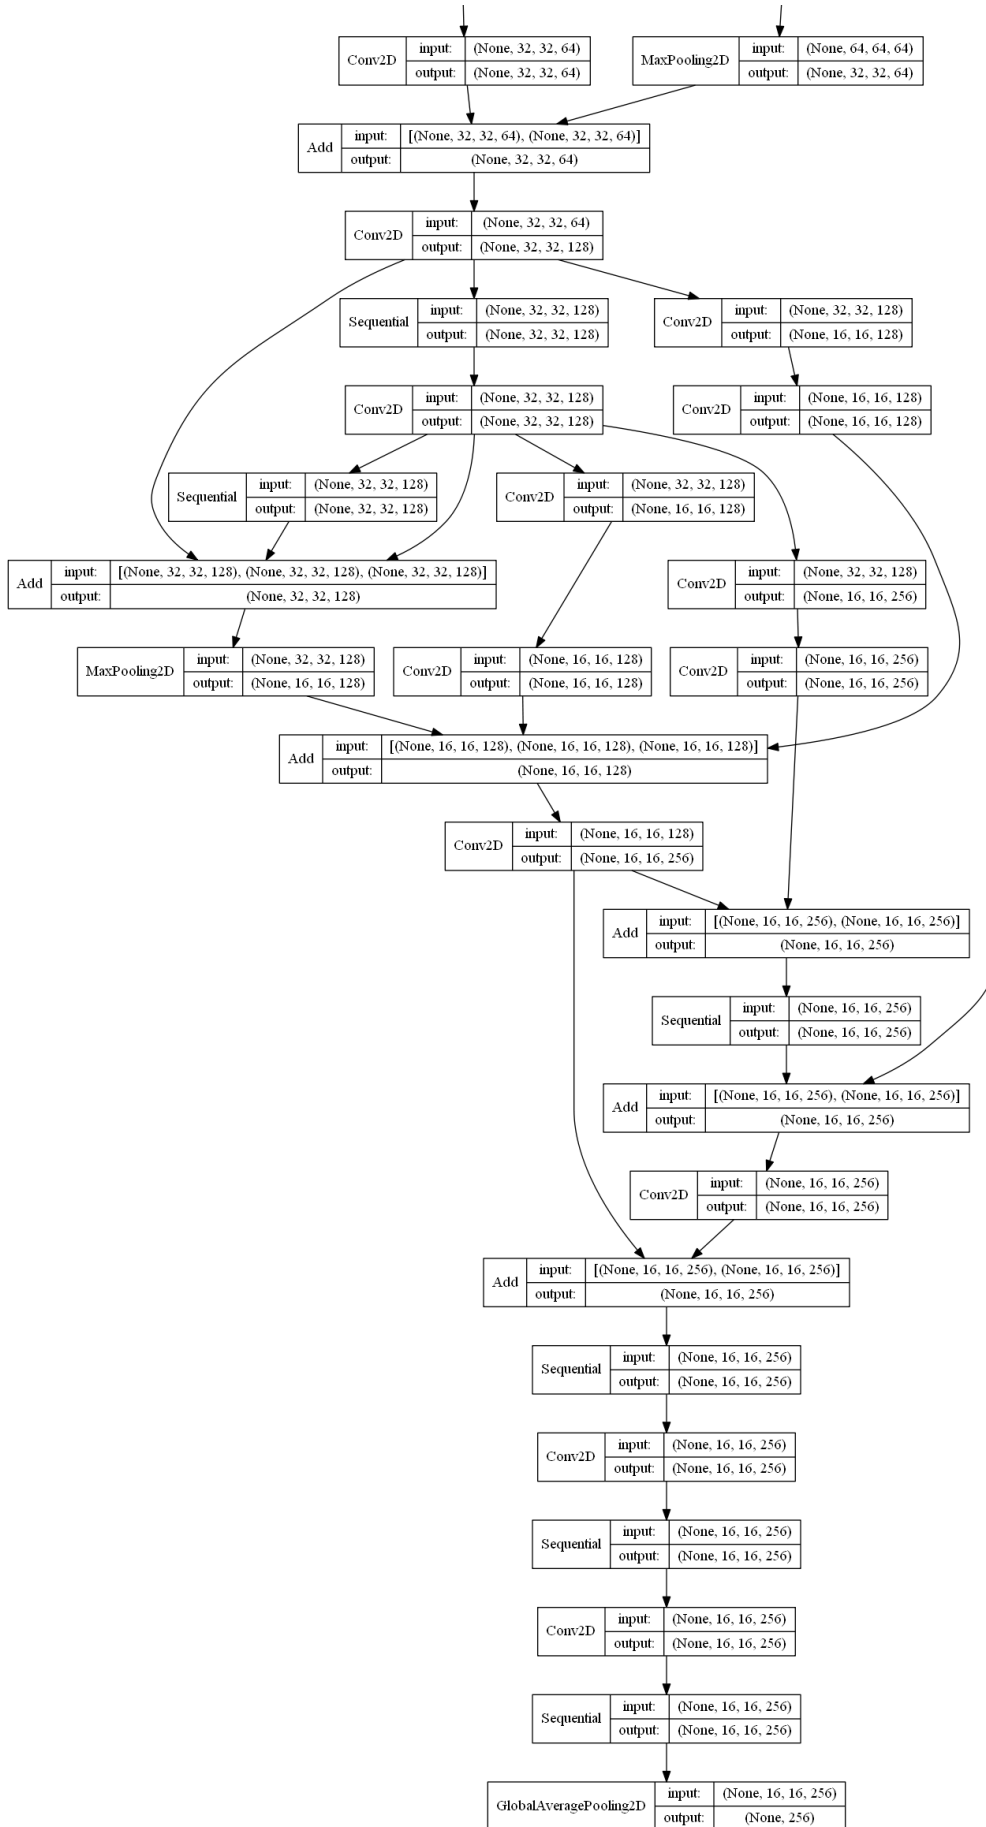 Conv2D input: (None, 32, 32, 64)
output: (None, 32, 32, 64)
MaxPooling2D input: (None, 64, 64, 64)
output: (None, 32, 32, 64)
Add input: [(None, 32, 32, 64), (None, 32, 32, 64)]
output: (None, 32, 32, 64)
Conv2D input: (None, 32, 32, 64)
output: (None, 32, 32, 128)
Sequential input: (None, 32, 32, 128)
output: (None, 32, 32, 128)
Conv2D input: (None, 32, 32, 128)
output: (None, 16, 16, 128)
Conv2D input: (None, 32, 32, 128)
output: (None, 32, 32, 128)
Conv2D input: (None, 16, 16, 128)
output: (None, 16, 16, 128)
Sequential input: (None, 32, 32, 128)
output: (None, 32, 32, 128)
Conv2D input: (None, 32, 32, 128)
output: (None, 16, 16, 128)
Add input: [(None, 32, 32, 128), (None, 32, 32, 128), (None, 32, 32, 128)]
output: (None, 32, 32, 128)
Conv2D input: (None, 32, 32, 128)
output: (None, 16, 16, 256)
MaxPooling2D input: (None, 32, 32, 128)
output: (None, 16, 16, 128)
Conv2D input: (None, 16, 16, 128)
output: (None, 16, 16, 128)
Conv2D input: (None, 16, 16, 256)
output: (None, 16, 16, 256)
Add input: [(None, 16, 16, 128), (None, 16, 16, 128), (None, 16, 16, 128)]
output: (None, 16, 16, 128)
Conv2D input: (None, 16, 16, 128)
output: (None, 16, 16, 256)
Add input: [(None, 16, 16, 256), (None, 16, 16, 256)]
output: (None, 16, 16, 256)
Sequential input: (None, 16, 16, 256)
output: (None, 16, 16, 256)
Add input: [(None, 16, 16, 256), (None, 16, 16, 256)]
output: (None, 16, 16, 256)
Conv2D input: (None, 16, 16, 256)
output: (None, 16, 16, 256)
Add input: [(None, 16, 16, 256), (None, 16, 16, 256)]
output: (None, 16, 16, 256)
Sequential input: (None, 16, 16, 256)
output: (None, 16, 16, 256)
Conv2D input: (None, 16, 16, 256)
output: (None, 16, 16, 256)
Sequential input: (None, 16, 16, 256)
output: (None, 16, 16, 256)
Conv2D input: (None, 16, 16, 256)
output: (None, 16, 16, 256)
Sequential input: (None, 16, 16, 256)
output: (None, 16, 16, 256)
GlobalAveragePooling2D input: (None, 16, 16, 256)
output: (None, 256)